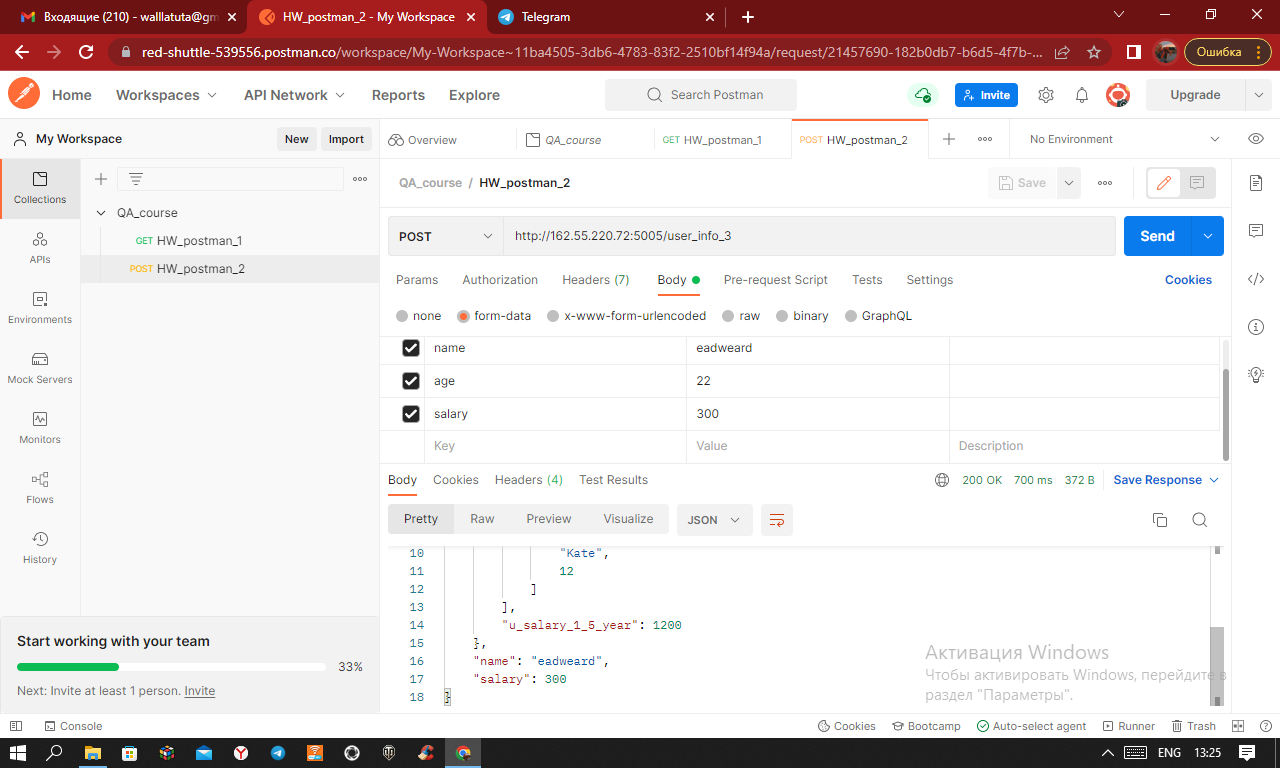 Входящие (210) - walllatuta@gm
HW_postman_2 - My Workspace
Telegram
red-shuttle-539556.postman.co/workspace/My-Workspace~11ba4505-3db6-4783-83f2-2510bf14f94a/request/21457690-182b0db7-b6d5-4f7b-...
Ошибка
Home
Workspaces
API Network
Reports
Explore
Search Postman
Invite
Upgrade
My Workspace
New
Import
Overview
QA_course
GET HW_postman_1
POST HW_postman_2
No Environment
Collections
APIs
Environments
Mock Servers
Monitors
Flows
History
QA_course
GET HW_postman_1
POST HW_postman_2
QA_course / HW_postman_2
Save
POST
http://162.55.220.72:5005/user_info_3
Send
Params
Authorization
Headers (7)
Body
Pre-request Script
Tests
Settings
Cookies
none
form-data
x-www-form-urlencoded
raw
binary
GraphQL
name eadweard
age 22
salary 300
Key Value Description
Body
Cookies
Headers (4)
Test Results
200 OK 700 ms 372 B
Save Response
Pretty
Raw
Preview
Visualize
JSON
10 "Kate",
11 12
12 ]
13 ],
14 "u_salary_1_5_year": 1200
15 },
16 "name": "eadweard",
17 "salary": 300
18 }
Активация Windows
Чтобы активировать Windows, перейдите в
раздел "Параметры".
Start working with your team
33%
Next: Invite at least 1 person. Invite
Console
Cookies
Bootcamp
Auto-select agent
Runner
Trash
ENG
13:25